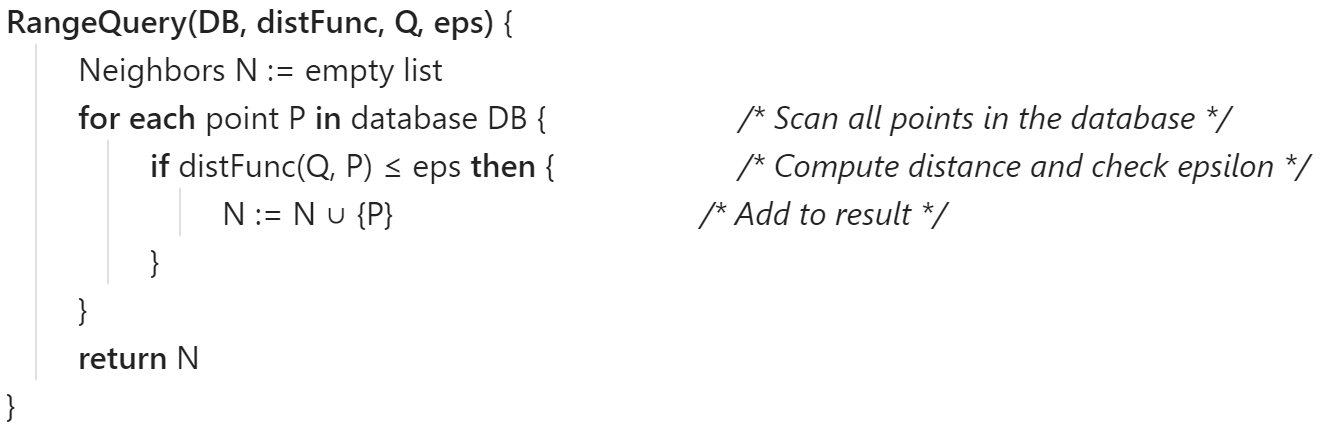 RangeQuery(DB, distFunc, Q, eps) {
Neighbors N := empty list
for each point P in database DB { /* Scan all points in the database */
if distFunc(Q, P) ≤ eps then { /* Compute distance and check epsilon */
N := N ∪ {P} /* Add to result */
}
}
return N
}